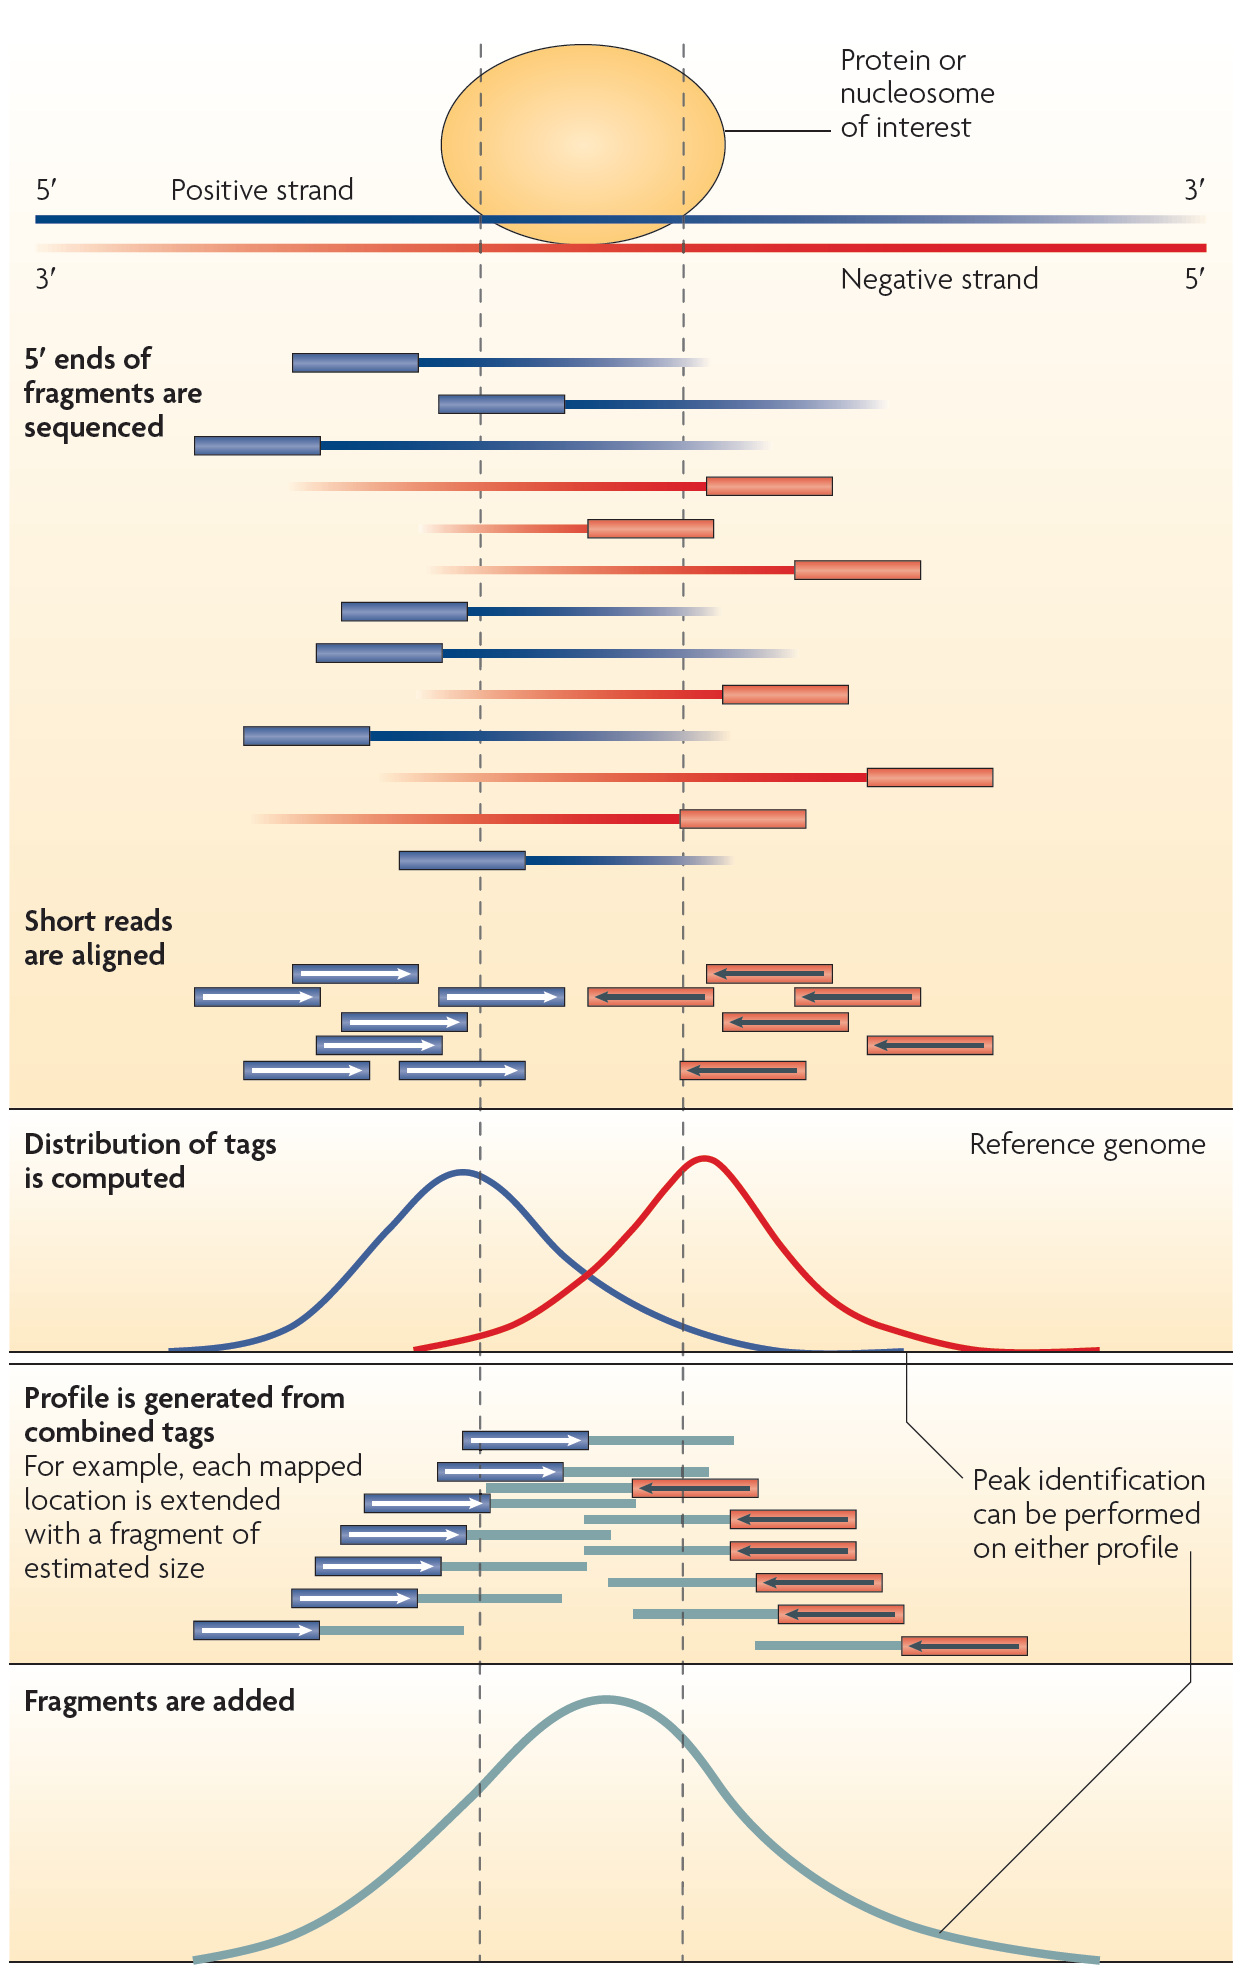 Protein or
nucleosome
of interest
5′ Positive strand 3′
3′ Negative strand 5′
5′ ends of
fragments are
sequenced
Short reads
are aligned
Distribution of tags
is computed
Reference genome
Profile is generated from
combined tags
For example, each mapped
location is extended
with a fragment of
estimated size
Peak identification
can be performed
on either profile
Fragments are added